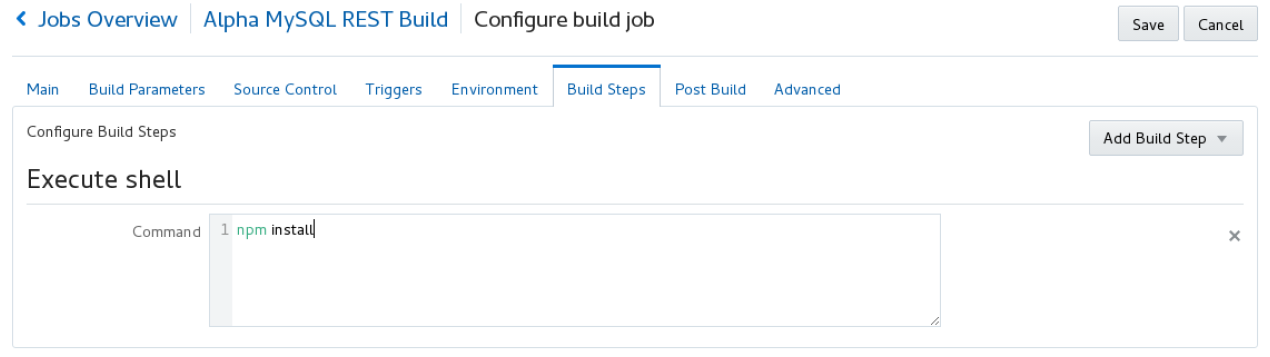 Jobs Overview Alpha MySQL REST Build Configure build job Save Cancel
Main Build Parameters Source Control Triggers Environment Build Steps Post Build Advanced
Configure Build Steps Add Build Step
Execute shell
Command 1 npm install